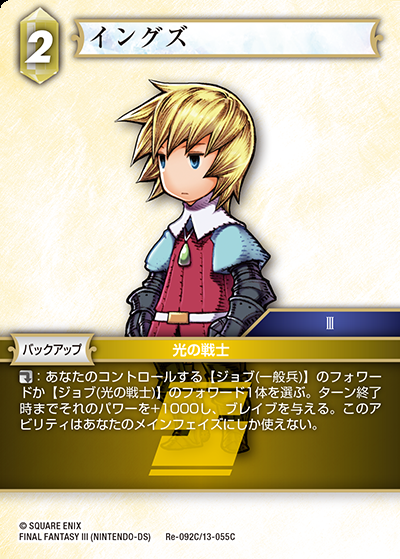 2
イングズ
III
バックアップ
光の戦士
:あなたのコントロールする【ジョブ(一般兵)】のフォワー
ドか【ジョブ(光の戦士)】のフォワード1体を選ぶ。ターン終了
時までそれのパワーを+1000し、ブレイブを与える。このア
ビリティはあなたのメインフェイズにしか使えない。
© SQUARE ENIX
FINAL FANTASY III (NINTENDO-DS)
Re-092C/13-055C